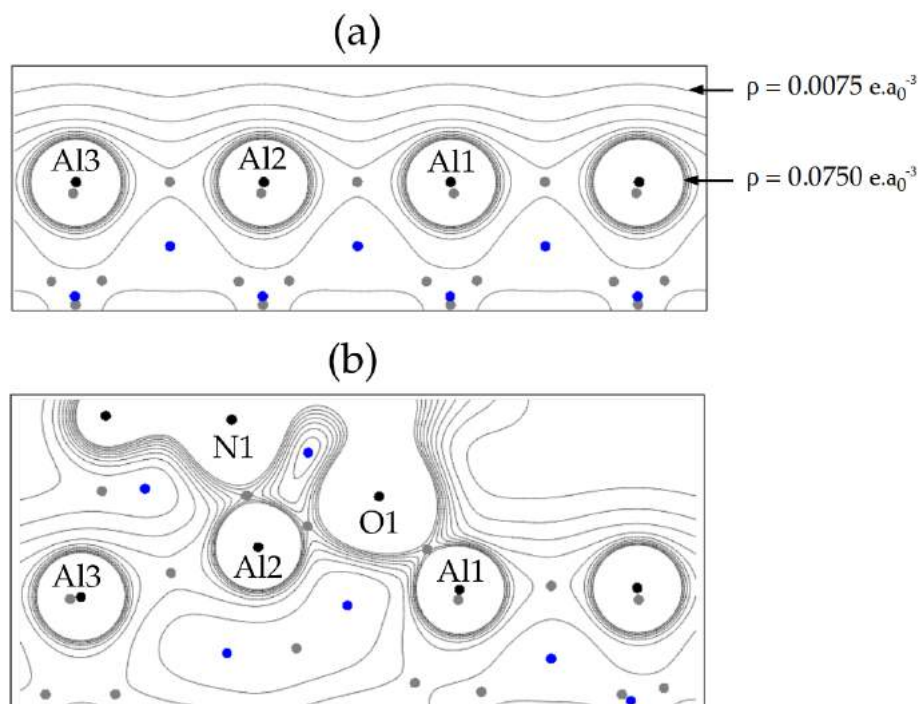 (a)
ρ = 0.0075 e.a₀⁻³
Al3 Al2 Al1
ρ = 0.0750 e.a₀⁻³
(b)
N1
O1
Al2
Al3 Al1